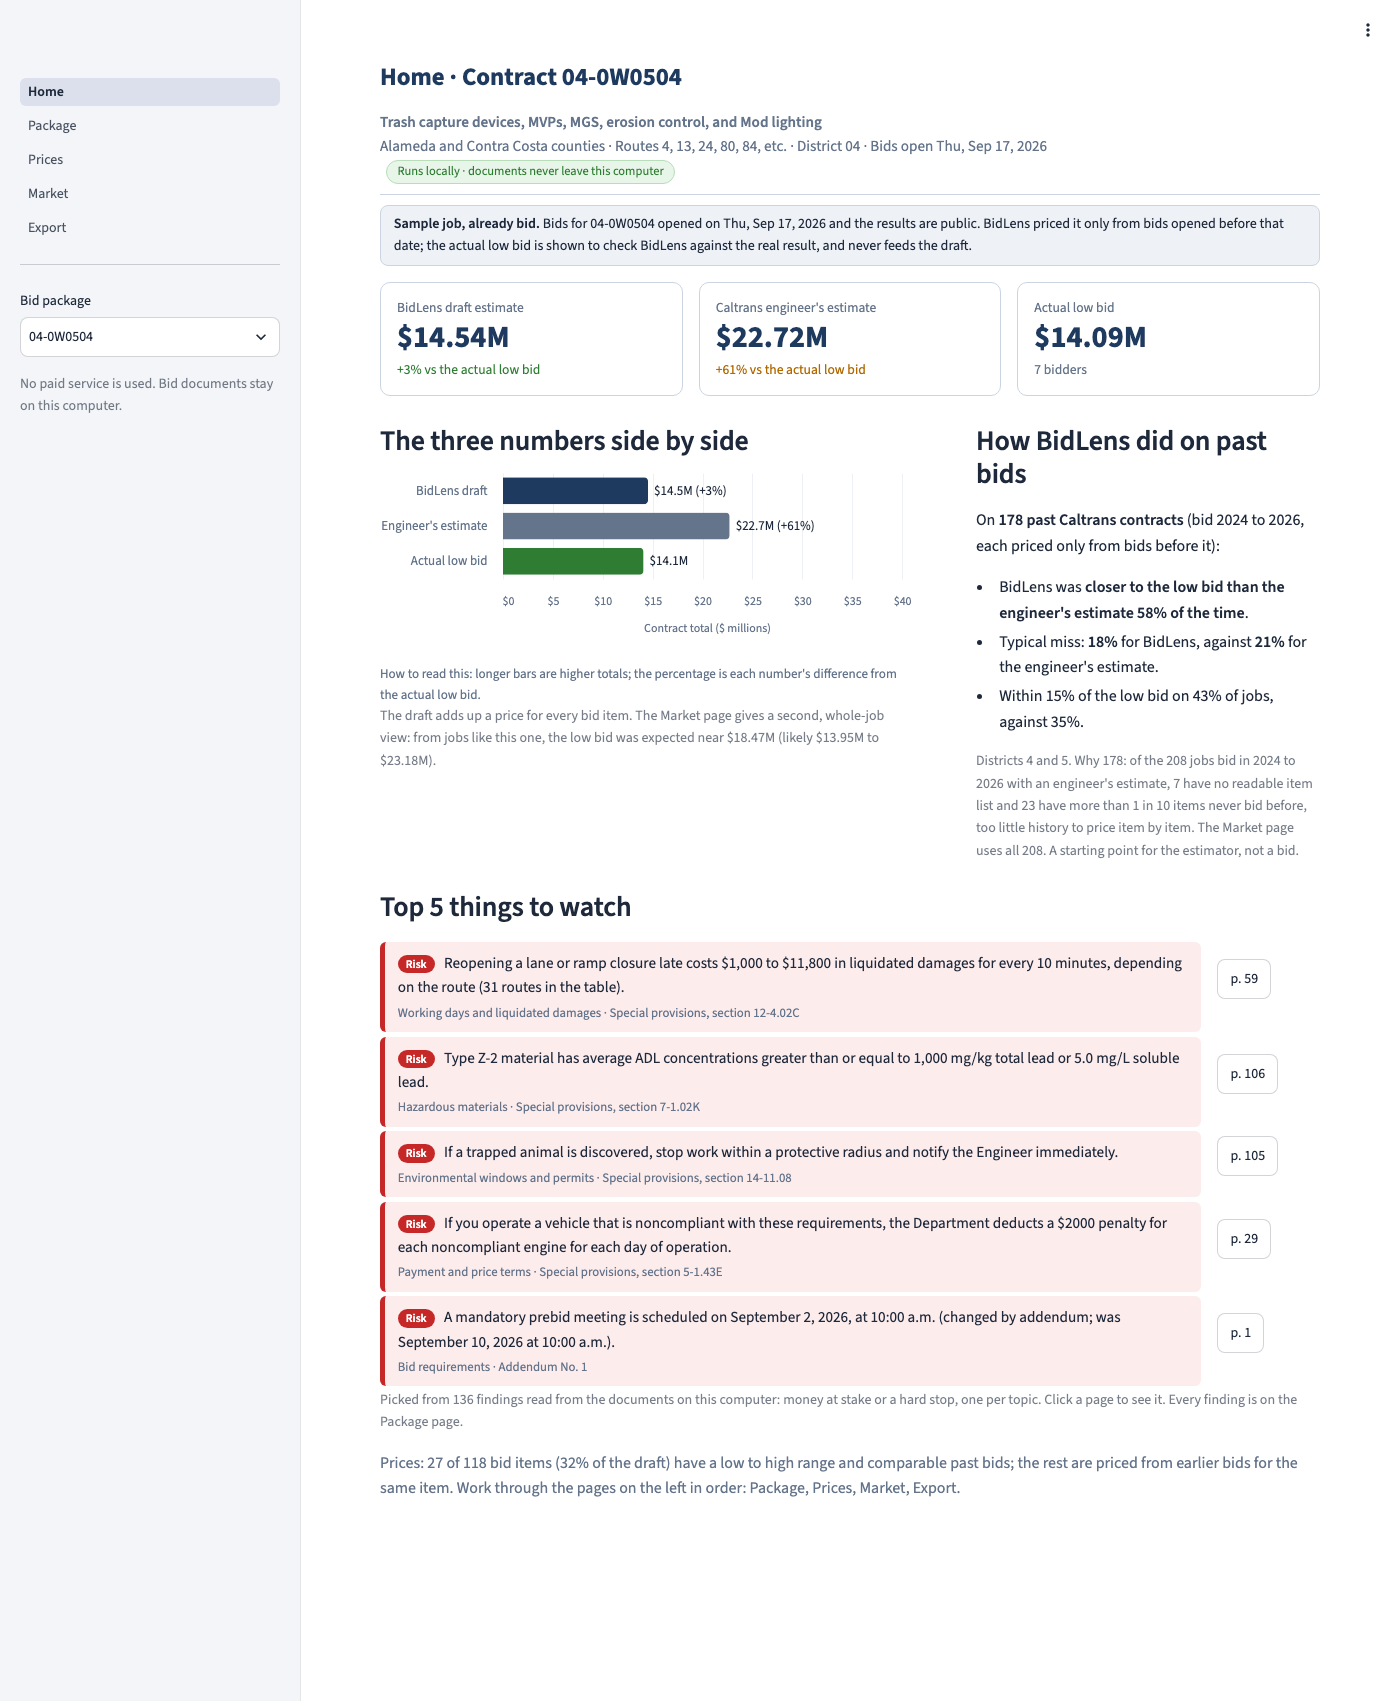 Home
Package
Prices
Market
Export
Bid package
04-0W0504
No paid service is used. Bid documents stay
on this computer.
Home · Contract 04-0W0504
Trash capture devices, MVPs, MGS, erosion control, and Mod lighting
Alameda and Contra Costa counties · Routes 4, 13, 24, 80, 84, etc. · District 04 · Bids open Thu, Sep 17, 2026
Runs locally · documents never leave this computer
Sample job, already bid. Bids for 04-0W0504 opened on Thu, Sep 17, 2026 and the results are public. BidLens priced it only from bids opened before that
date; the actual low bid is shown to check BidLens against the real result, and never feeds the draft.
BidLens draft estimate
$14.54M
+3% vs the actual low bid
Caltrans engineer's estimate
$22.72M
+61% vs the actual low bid
Actual low bid
$14.09M
7 bidders
The three numbers side by side
BidLens draft
$14.5M (+3%)
Engineer's estimate
$22.7M (+61%)
Actual low bid
$14.1M
$0 $5 $10 $15 $20 $25 $30 $35 $40
Contract total ($ millions)
How to read this: longer bars are higher totals; the percentage is each number's difference from
the actual low bid.
The draft adds up a price for every bid item. The Market page gives a second, whole-job
view: from jobs like this one, the low bid was expected near $18.47M (likely $13.95M to
$23.18M).
How BidLens did on past
bids
On 178 past Caltrans contracts (bid 2024 to 2026,
each priced only from bids before it):
• BidLens was closer to the low bid than the
engineer's estimate 58% of the time.
• Typical miss: 18% for BidLens, against 21% for
the engineer's estimate.
• Within 15% of the low bid on 43% of jobs,
against 35%.
Districts 4 and 5. Why 178: of the 208 jobs bid in 2024 to
2026 with an engineer's estimate, 7 have no readable item
list and 23 have more than 1 in 10 items never bid before,
too little history to price item by item. The Market page
uses all 208. A starting point for the estimator, not a bid.
Top 5 things to watch
Risk Reopening a lane or ramp closure late costs $1,000 to $11,800 in liquidated damages for every 10 minutes, depending
on the route (31 routes in the table).
Working days and liquidated damages · Special provisions, section 12-4.02C
p. 59
Risk Type Z-2 material has average ADL concentrations greater than or equal to 1,000 mg/kg total lead or 5.0 mg/L soluble
lead.
Hazardous materials · Special provisions, section 7-1.02K
p. 106
Risk If a trapped animal is discovered, stop work within a protective radius and notify the Engineer immediately.
Environmental windows and permits · Special provisions, section 14-11.08
p. 105
Risk If you operate a vehicle that is noncompliant with these requirements, the Department deducts a $2000 penalty for
each noncompliant engine for each day of operation.
Payment and price terms · Special provisions, section 5-1.43E
p. 29
Risk A mandatory prebid meeting is scheduled on September 2, 2026, at 10:00 a.m. (changed by addendum; was
September 10, 2026 at 10:00 a.m.).
Bid requirements · Addendum No. 1
p. 1
Picked from 136 findings read from the documents on this computer: money at stake or a hard stop, one per topic. Click a page to see it. Every finding is on the
Package page.
Prices: 27 of 118 bid items (32% of the draft) have a low to high range and comparable past bids; the rest are priced from earlier bids for the
same item. Work through the pages on the left in order: Package, Prices, Market, Export.